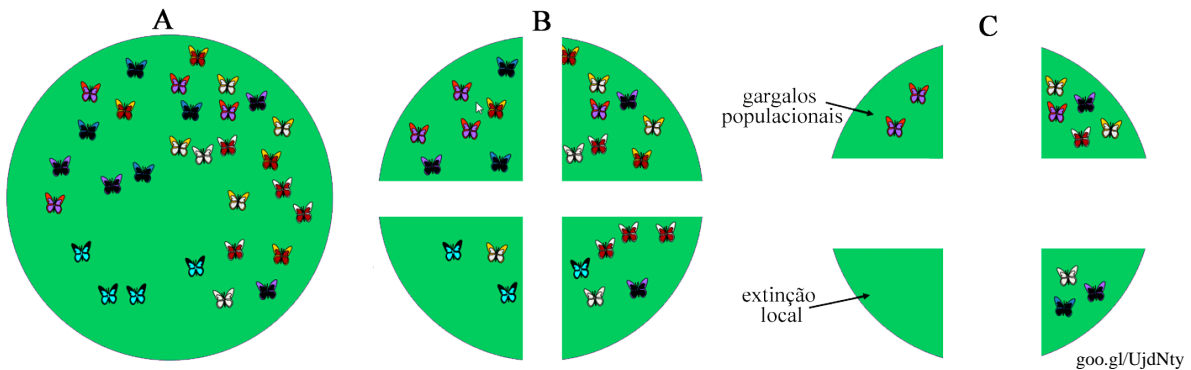 A
B
C
gargalos
populacionais
extinção
local
goo.gl/UjdNty